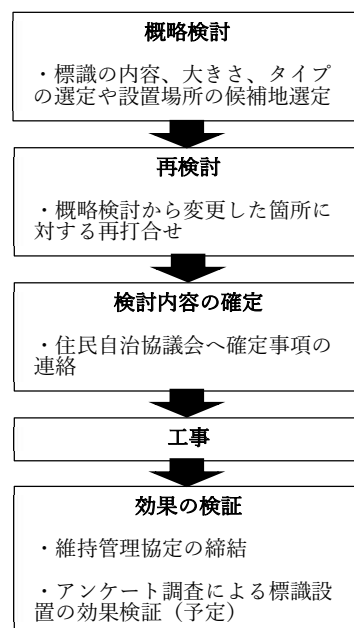 概略検討
・標識の内容、大きさ、タイプ
の選定や設置場所の候補地選定
再検討
・概略検討から変更した箇所に
対する再打合せ
検討内容の確定
・住民自治協議会へ確定事項の
連絡
工事
効果の検証
・維持管理協定の締結
・アンケート調査による標識設
置の効果検証（予定）